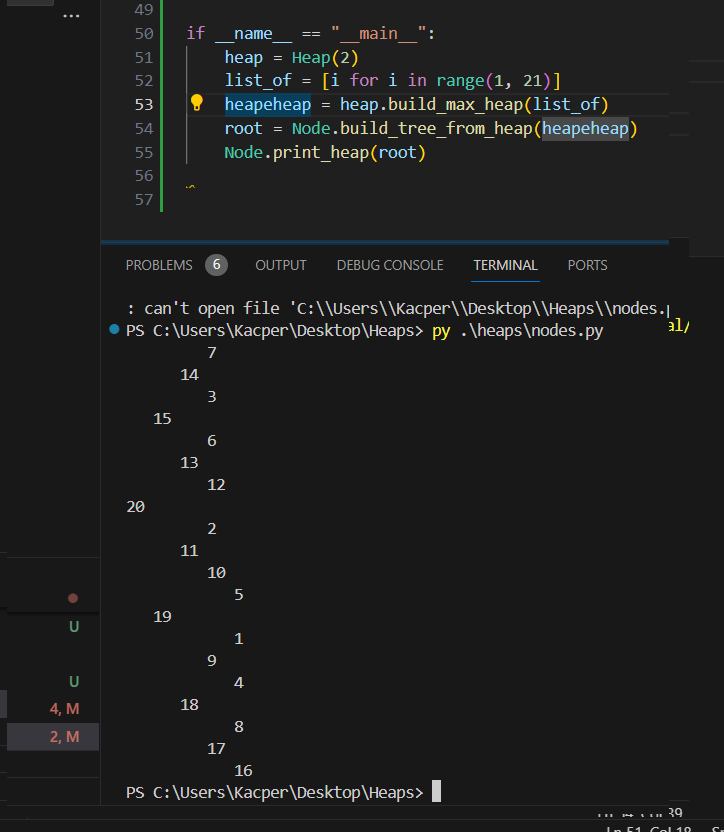 ...
49
50 if __name__ == "__main__":
51 heap = Heap(2)
52 list_of = [i for i in range(1, 21)]
53 heapeheap = heap.build_max_heap(list_of)
54 root = Node.build_tree_from_heap(heapeheap)
55 Node.print_heap(root)
56
57
PROBLEMS 6 OUTPUT DEBUG CONSOLE TERMINAL PORTS
: can't open file 'C:\\Users\\Kacper\\Desktop\\Heaps\\nodes.p
al/
PS C:\Users\Kacper\Desktop\Heaps> py .\heaps\nodes.py
7
14
3
15
6
13
12
20
2
11
10
5
19
1
9
4
18
8
17
16
PS C:\Users\Kacper\Desktop\Heaps>
U
U
4, M
2, M
Ln 51, Col 18